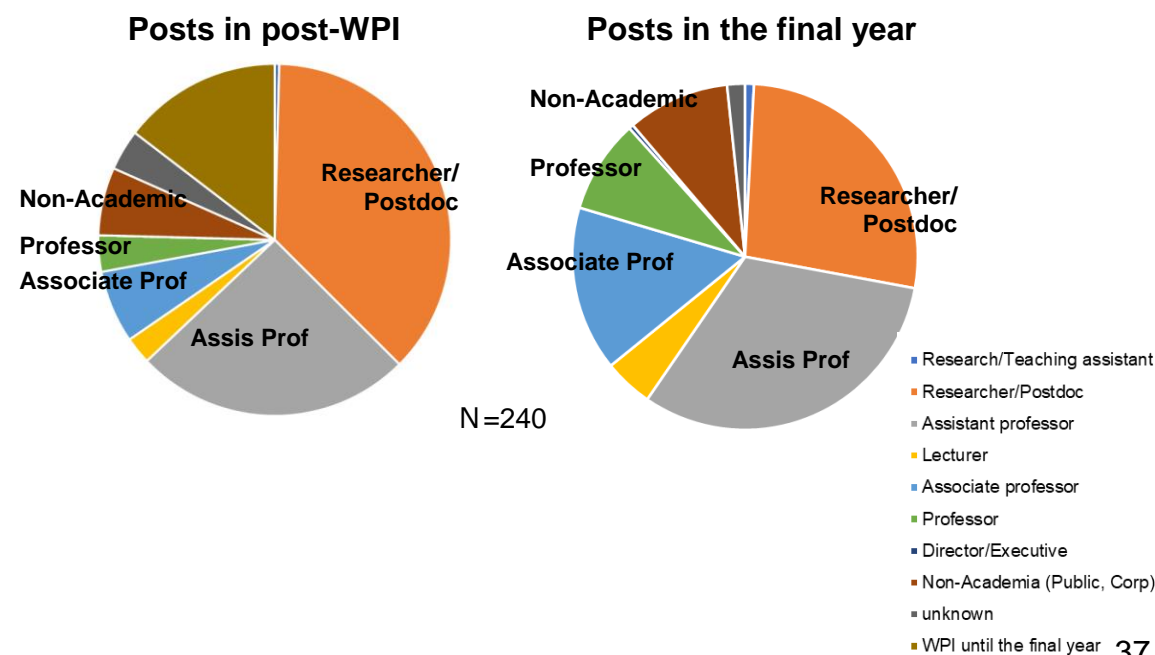 Posts in post-WPI
Posts in the final year
Researcher/
Postdoc
Non-Academic
Professor
Associate Prof
Assis Prof
Non-Academic
Professor
Researcher/
Postdoc
Associate Prof
Assis Prof
N=240
Research/Teaching assistant
Researcher/Postdoc
Assistant professor
Lecturer
Associate professor
Professor
Director/Executive
Non-Academia (Public, Corp)
unknown
WPI until the final year
37